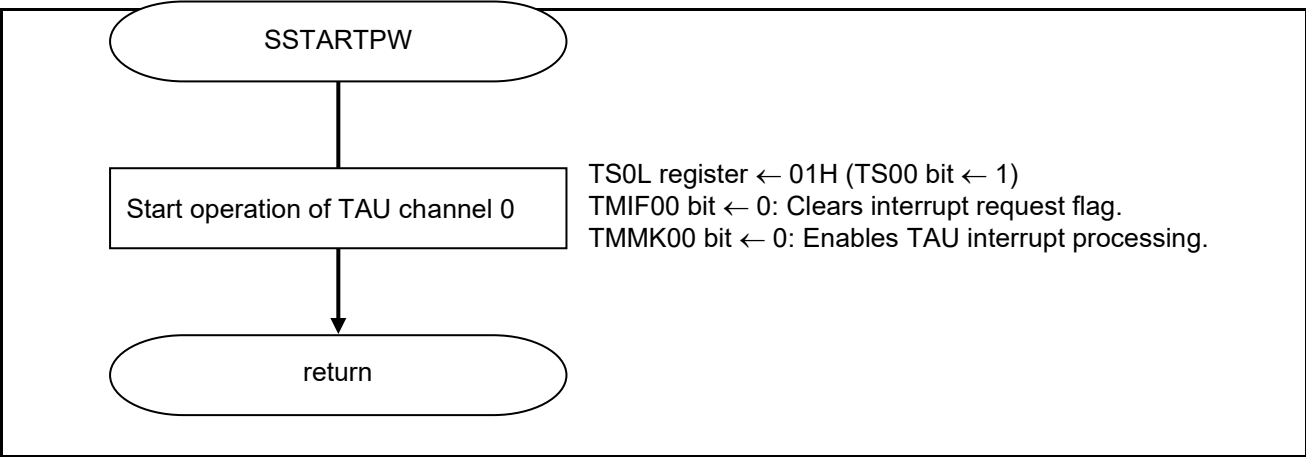 SSTARTPW
Start operation of TAU channel 0
TS0L register ← 01H (TS00 bit ← 1)
TMIF00 bit ← 0: Clears interrupt request flag.
TMMK00 bit ← 0: Enables TAU interrupt processing.
return